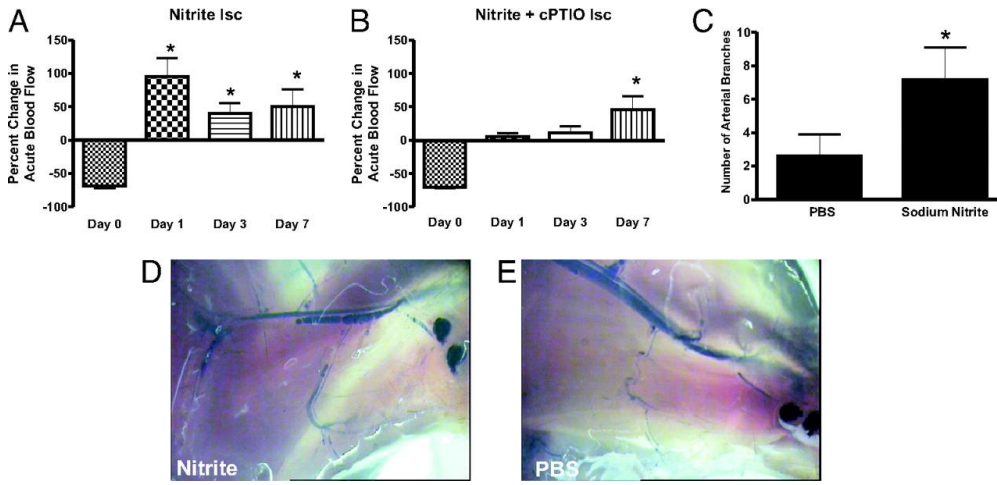 A
Nitrite Isc
Percent Change in
Acute Blood Flow
150
100
50
0
-50
-100
*
*
*
Day 0 Day 1 Day 3 Day 7
B
Nitrite + cPTIO Isc
Percent Change in
Acute Blood Flow
150
100
50
0
-50
-100
*
Day 0 Day 1 Day 3 Day 7
C
Number of Arterial Branches
10
8
6
4
2
0
*
PBS Sodium Nitrite
D
Nitrite
E
PBS